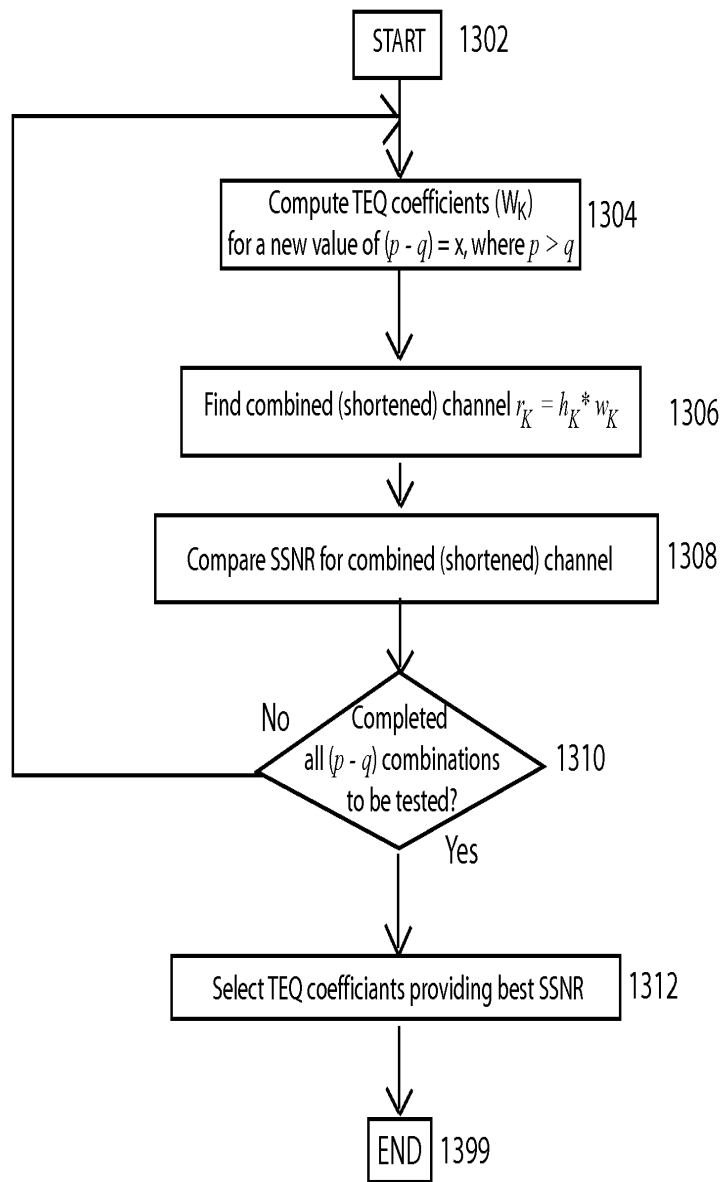 START 1302
Compute TEQ coefficients (W_K)
for a new value of (p - q) = x, where p > q
1304
Find combined (shortened) channel r_K = h_K* w_K
1306
Compare SSNR for combined (shortened) channel
1308
No
Completed
all (p - q) combinations
to be tested?
1310
Yes
Select TEQ coefficiants providing best SSNR
1312
END 1399